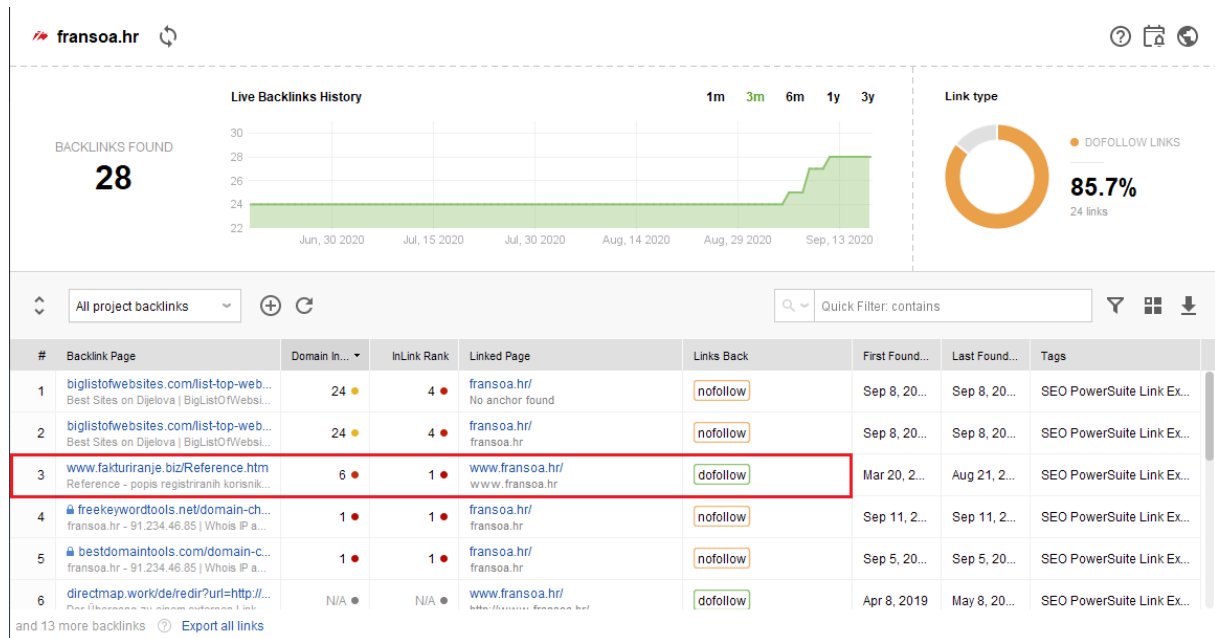 fransoa.hr
Live Backlinks History
1m 3m 6m 1y 3y
Link type
BACKLINKS FOUND
28
30
28
26
24
22
Jun, 30 2020 Jul, 15 2020 Jul, 30 2020 Aug, 14 2020 Aug, 29 2020 Sep, 13 2020
DOFOLLOW LINKS
85.7%
24 links
All project backlinks
Quick Filter: contains
# Backlink Page Domain In... InLink Rank Linked Page Links Back First Found... Last Found... Tags
1 biglistofwebsites.com/list-top-web... 24 4 fransoa.hr/ nofollow Sep 8, 20... Sep 8, 20... SEO PowerSuite Link Ex...
Best Sites on Dijelova | BigListOfWebsi... No anchor found
2 biglistofwebsites.com/list-top-web... 24 4 fransoa.hr/ nofollow Sep 8, 20... Sep 8, 20... SEO PowerSuite Link Ex...
Best Sites on Dijelova | BigListOfWebsi... fransoa.hr
3 www.fakturiranje.biz/Reference.htm 6 1 www.fransoa.hr/ dofollow Mar 20, 2... Aug 21, 2... SEO PowerSuite Link Ex...
Reference - popis registriranih korisnik... www.fransoa.hr
4 freekeywordtools.net/domain-ch... 1 1 fransoa.hr/ nofollow Sep 11, 2... Sep 11, 2... SEO PowerSuite Link Ex...
fransoa.hr - 91.234.46.85 | Whois IP a... fransoa.hr
5 bestdomaintools.com/domain-c... 1 1 fransoa.hr/ nofollow Sep 5, 20... Sep 5, 20... SEO PowerSuite Link Ex...
fransoa.hr - 91.234.46.85 | Whois IP a... fransoa.hr
6 directmap.work/de/redir?url=http://... N/A N/A www.fransoa.hr/ dofollow Apr 8, 2019 May 8, 20... SEO PowerSuite Link Ex...
and 13 more backlinks Export all links